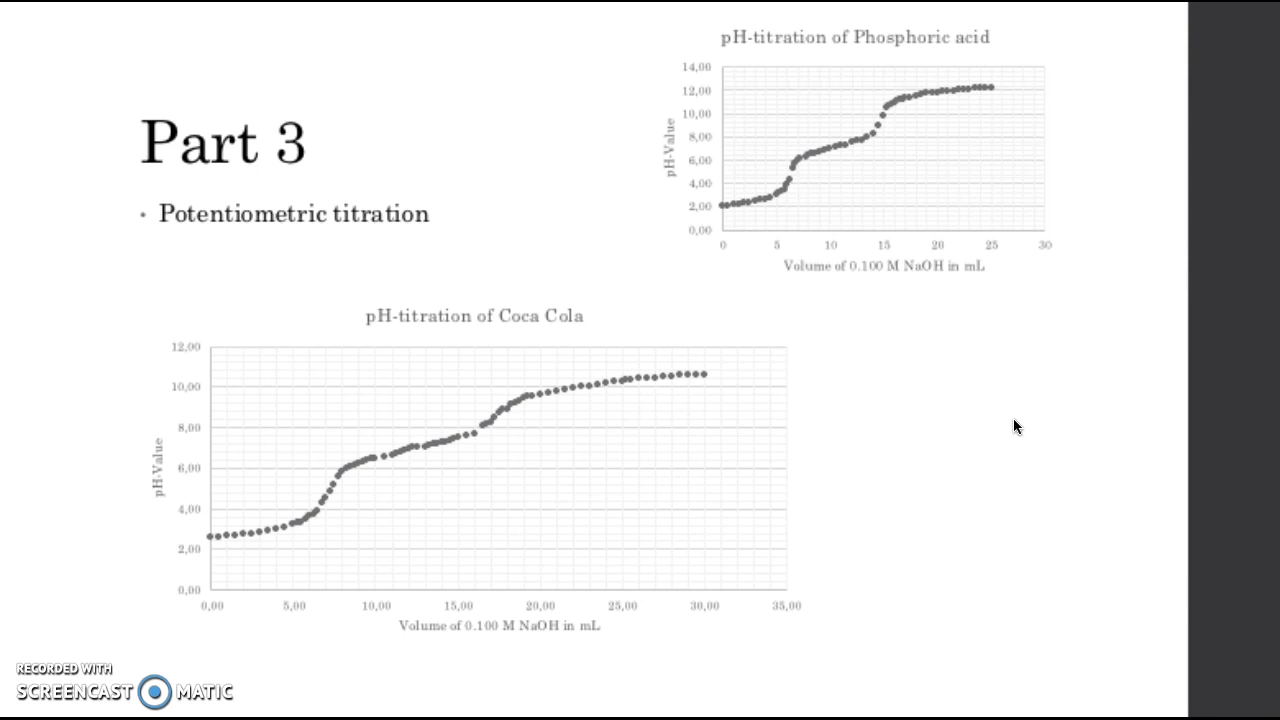 pH-titration of Phosphoric acid
14,00
12,00
10,00
8,00
6,00
4,00
2,00
0,00
pH-Value
0 5 10 15 20 25 30
Volume of 0.100 M NaOH in mL
Part 3
• Potentiometric titration
pH-titration of Coca Cola
12,00
10,00
8,00
6,00
4,00
2,00
0,00
pH-Value
0,00 5,00 10,00 15,00 20,00 25,00 30,00 35,00
Volume of 0.100 M NaOH in mL
RECORDED WITH
SCREENCAST MATIC